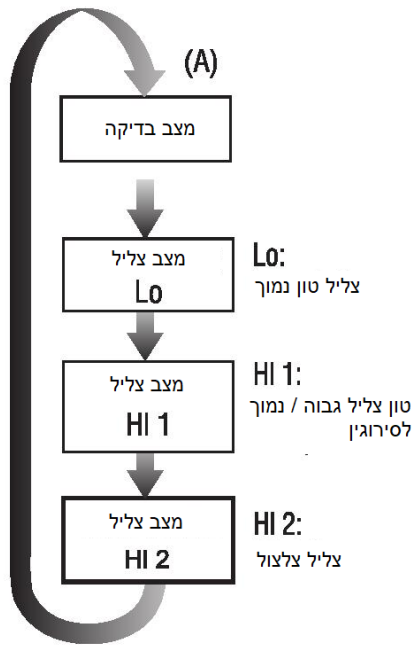 (A)
מצב בדיקה
מצב צליל
Lo
Lo:
צליל טון נמוך
מצב צליל
HI 1
HI 1:
טון צליל גבוה / נמוך
לסירוגין
מצב צליל
HI 2
HI 2:
צליל צלצול